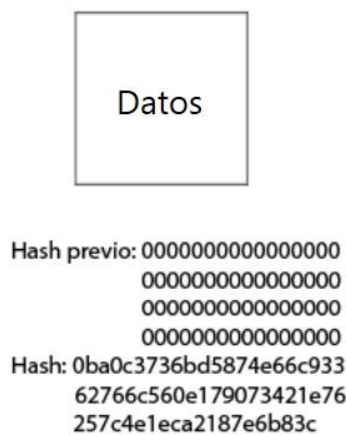 Datos
Hash previo: 0000000000000000
0000000000000000
0000000000000000
0000000000000000
Hash: 0ba0c3736bd5874e66c933
62766c560e179073421e76
257c4e1eca2187e6b83c